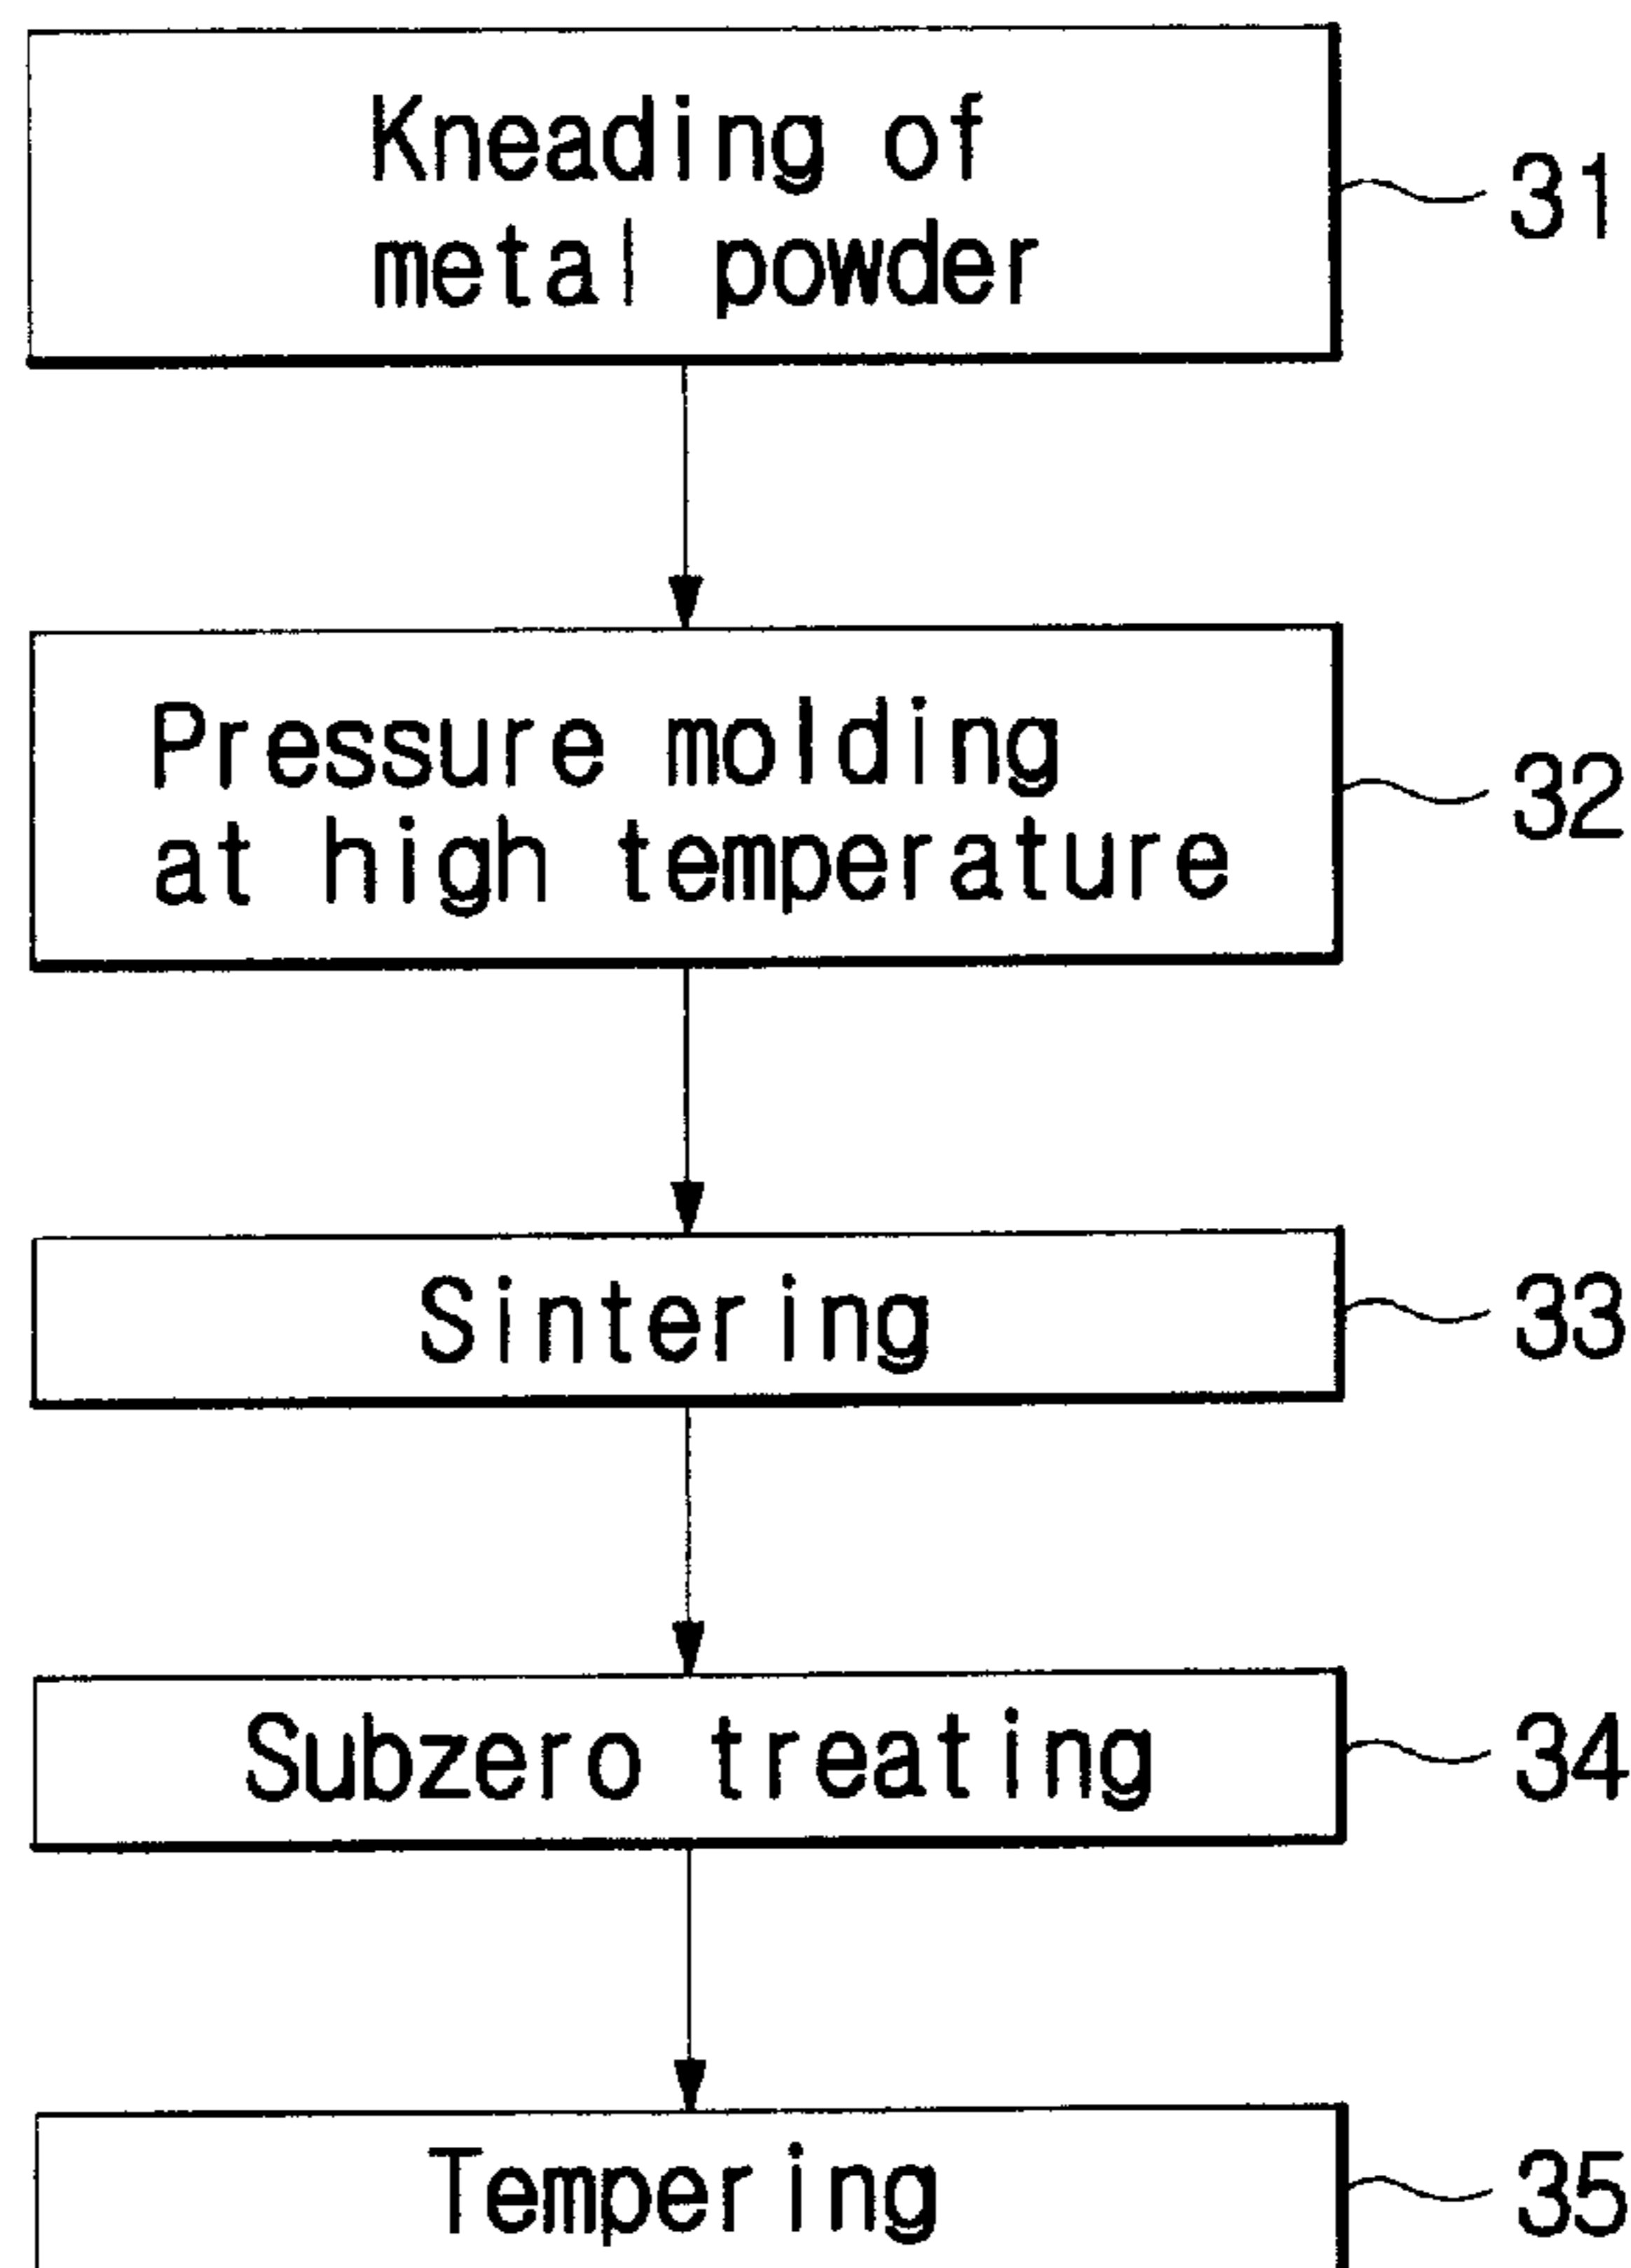 Kneading of
metal powder
31
Pressure molding
at high temperature
32
Sintering
33
Subzero treating
34
Tempering
35